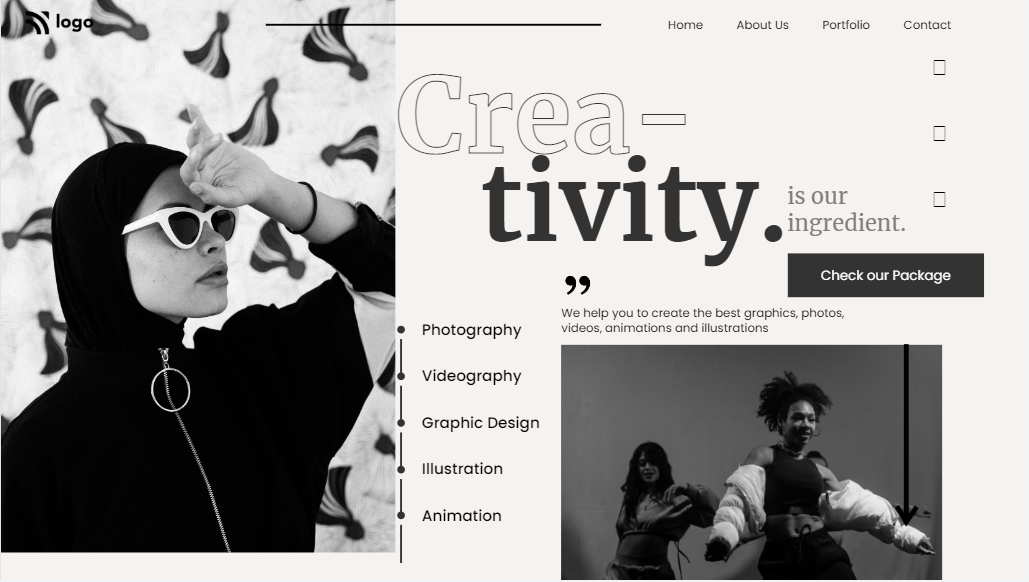 logo
Home About Us Portfolio Contact
Crea–
tivity.
is our
ingredient.
Check our Package
”
We help you to create the best graphics, photos,
videos, animations and illustrations
Photography
Videography
Graphic Design
Illustration
Animation